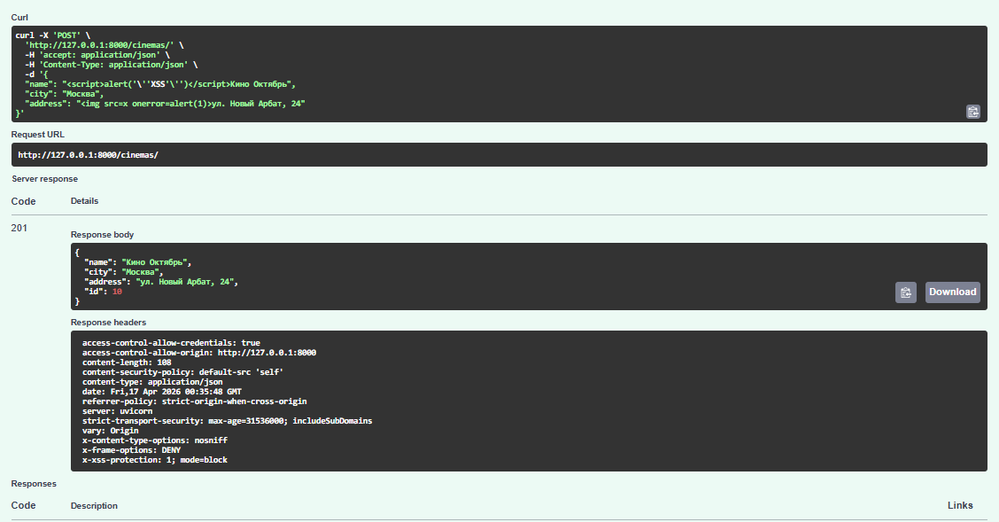 Curl
curl -X 'POST' \
  'http://127.0.0.1:8000/cinemas/' \
  -H 'accept: application/json' \
  -H 'Content-Type: application/json' \
  -d '{
  "name": "<script>alert('\''XSS'\'')</script>Кино Октябрь",
  "city": "Москва",
  "address": "<img src=x onerror=alert(1)>ул. Новый Арбат, 24"
}'
Request URL
http://127.0.0.1:8000/cinemas/
Server response
Code Details
201
Response body
{
  "name": "Кино Октябрь",
  "city": "Москва",
  "address": "ул. Новый Арбат, 24",
  "id": 10
}
Download
Response headers
access-control-allow-credentials: true
access-control-allow-origin: http://127.0.0.1:8000
content-length: 108
content-security-policy: default-src 'self'
content-type: application/json
date: Fri,17 Apr 2026 00:35:48 GMT
referrer-policy: strict-origin-when-cross-origin
server: uvicorn
strict-transport-security: max-age=31536000; includeSubDomains
vary: Origin
x-content-type-options: nosniff
x-frame-options: DENY
x-xss-protection: 1; mode=block
Responses
Code Description Links